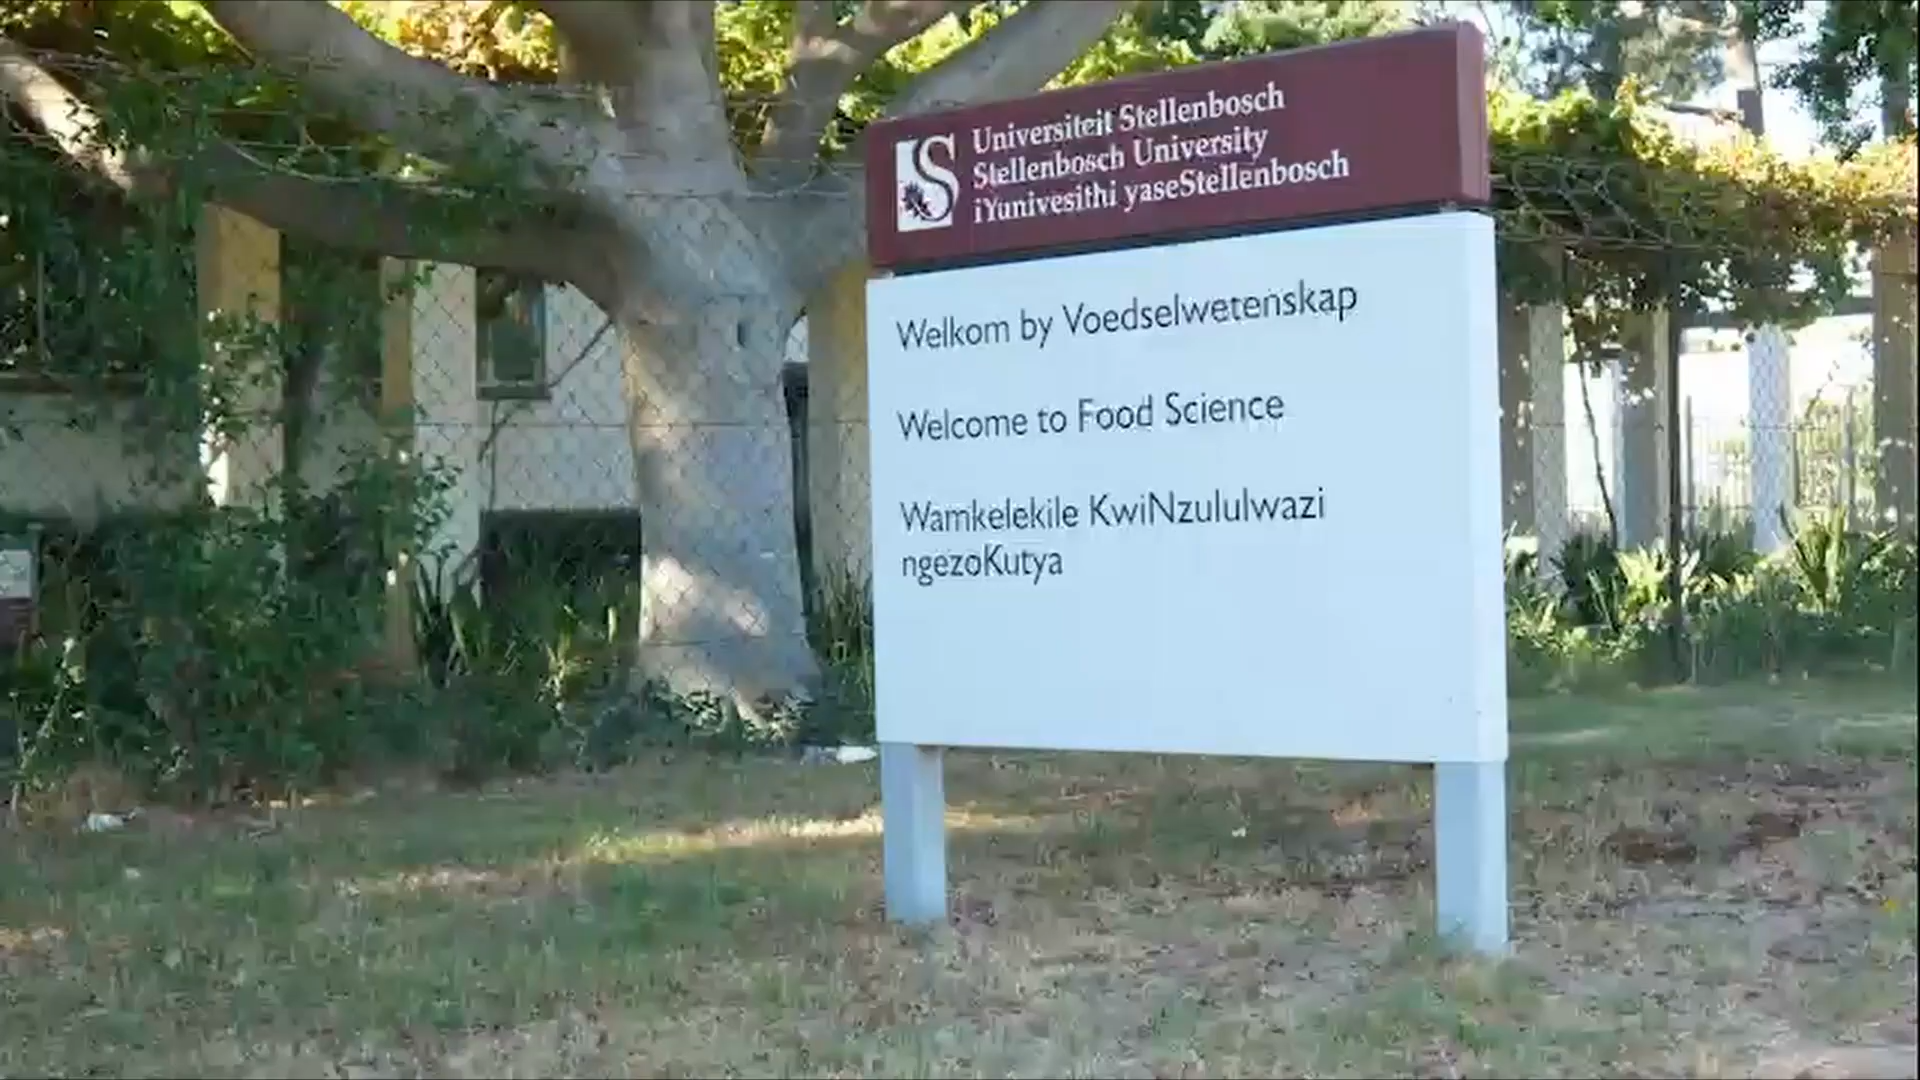 Universiteit Stellenbosch
Stellenbosch University
iYunivesithi yaseStellenbosch
Welkom by Voedselwetenskap
Welcome to Food Science
Wamkelekile KwiNzululwazi
ngezoKutya